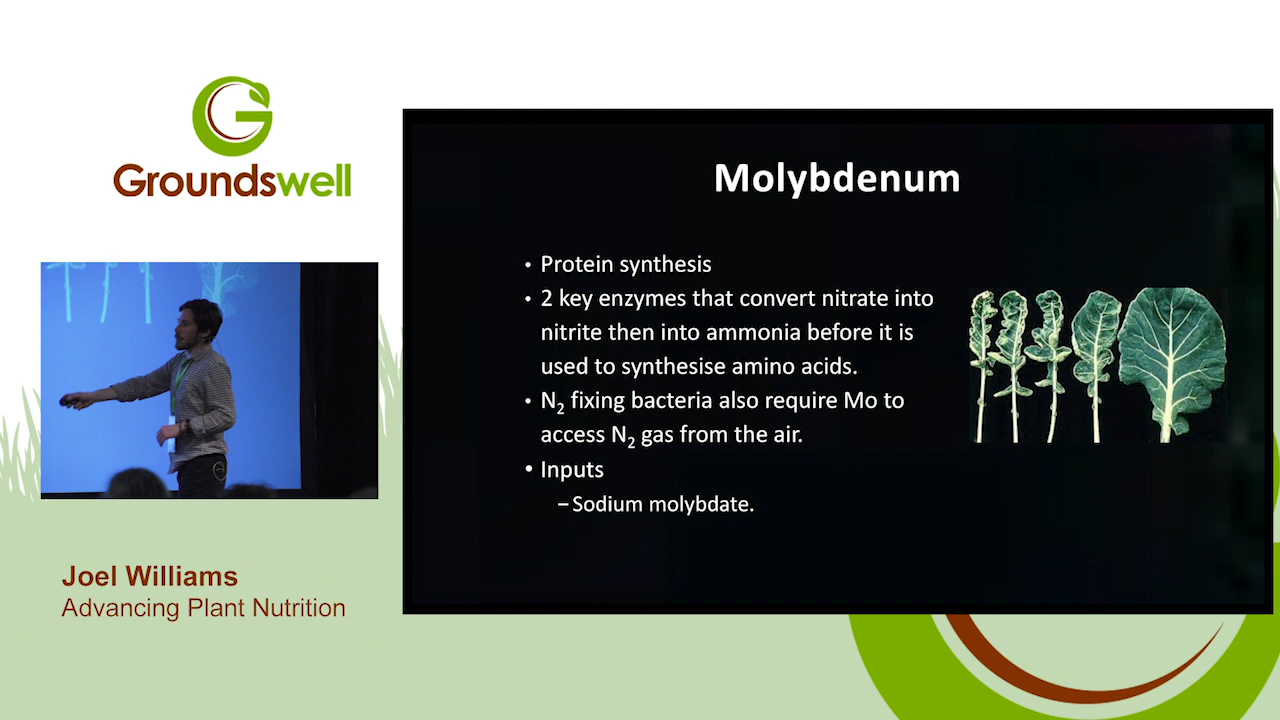 Groundswell
Joel Williams
Advancing Plant Nutrition
Molybdenum
• Protein synthesis
• 2 key enzymes that convert nitrate into
nitrite then into ammonia before it is
used to synthesise amino acids.
• N₂ fixing bacteria also require Mo to
access N₂ gas from the air.
• Inputs
– Sodium molybdate.